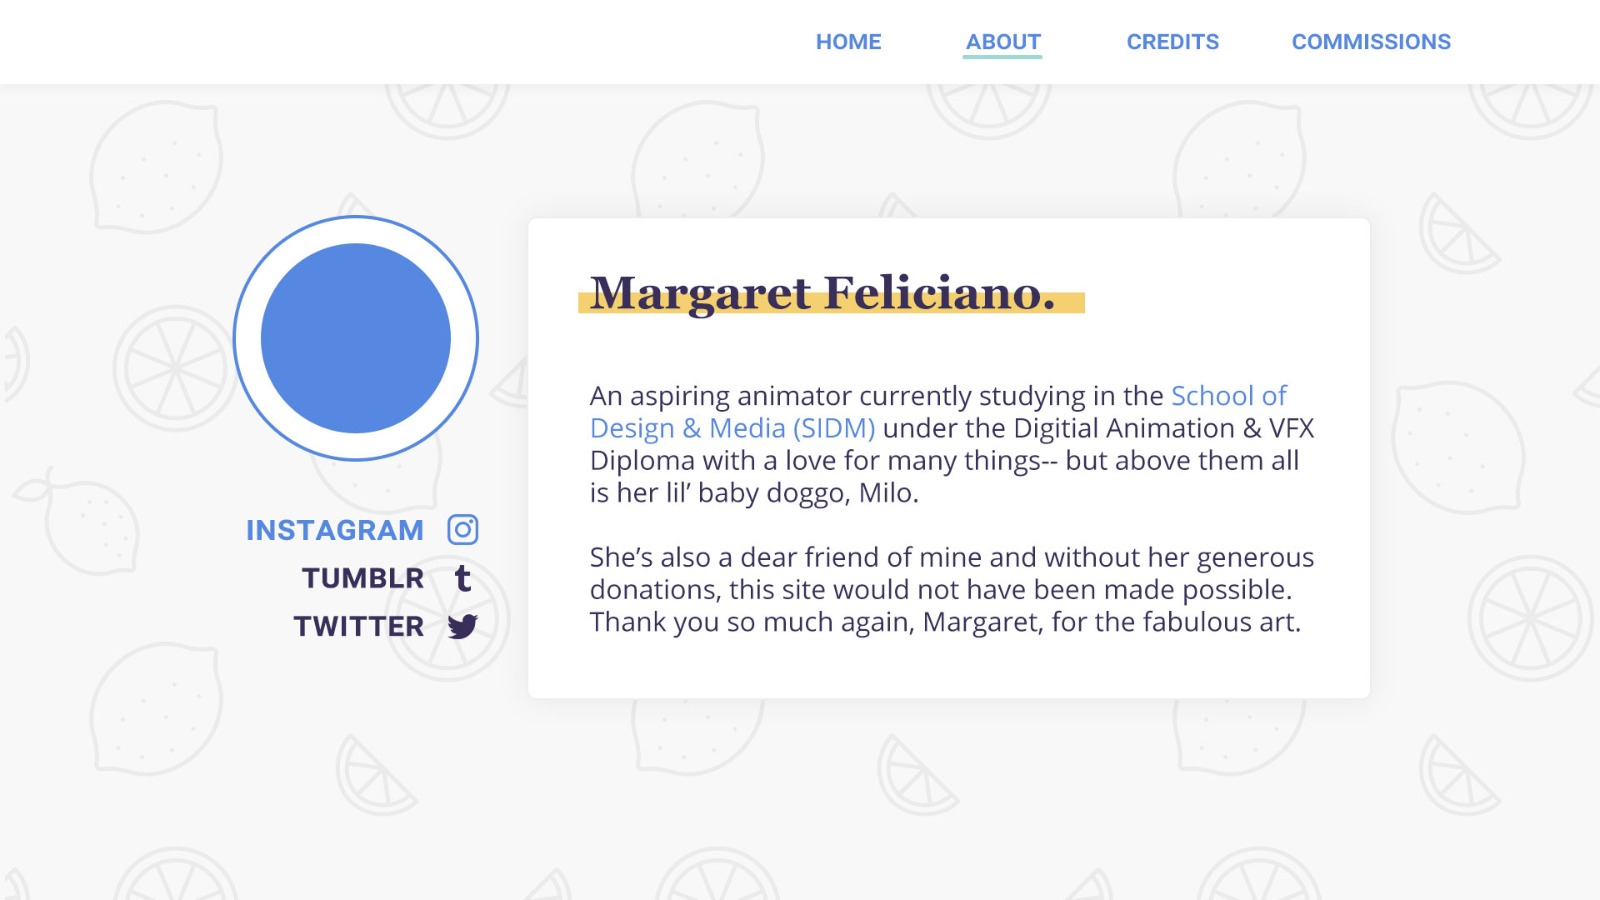 HOME ABOUT CREDITS COMMISSIONS
Margaret Feliciano.
An aspiring animator currently studying in the School of
Design & Media (SIDM) under the Digitial Animation & VFX
Diploma with a love for many things-- but above them all
is her lil’ baby doggo, Milo.
She’s also a dear friend of mine and without her generous
donations, this site would not have been made possible.
Thank you so much again, Margaret, for the fabulous art.
INSTAGRAM
TUMBLR t
TWITTER